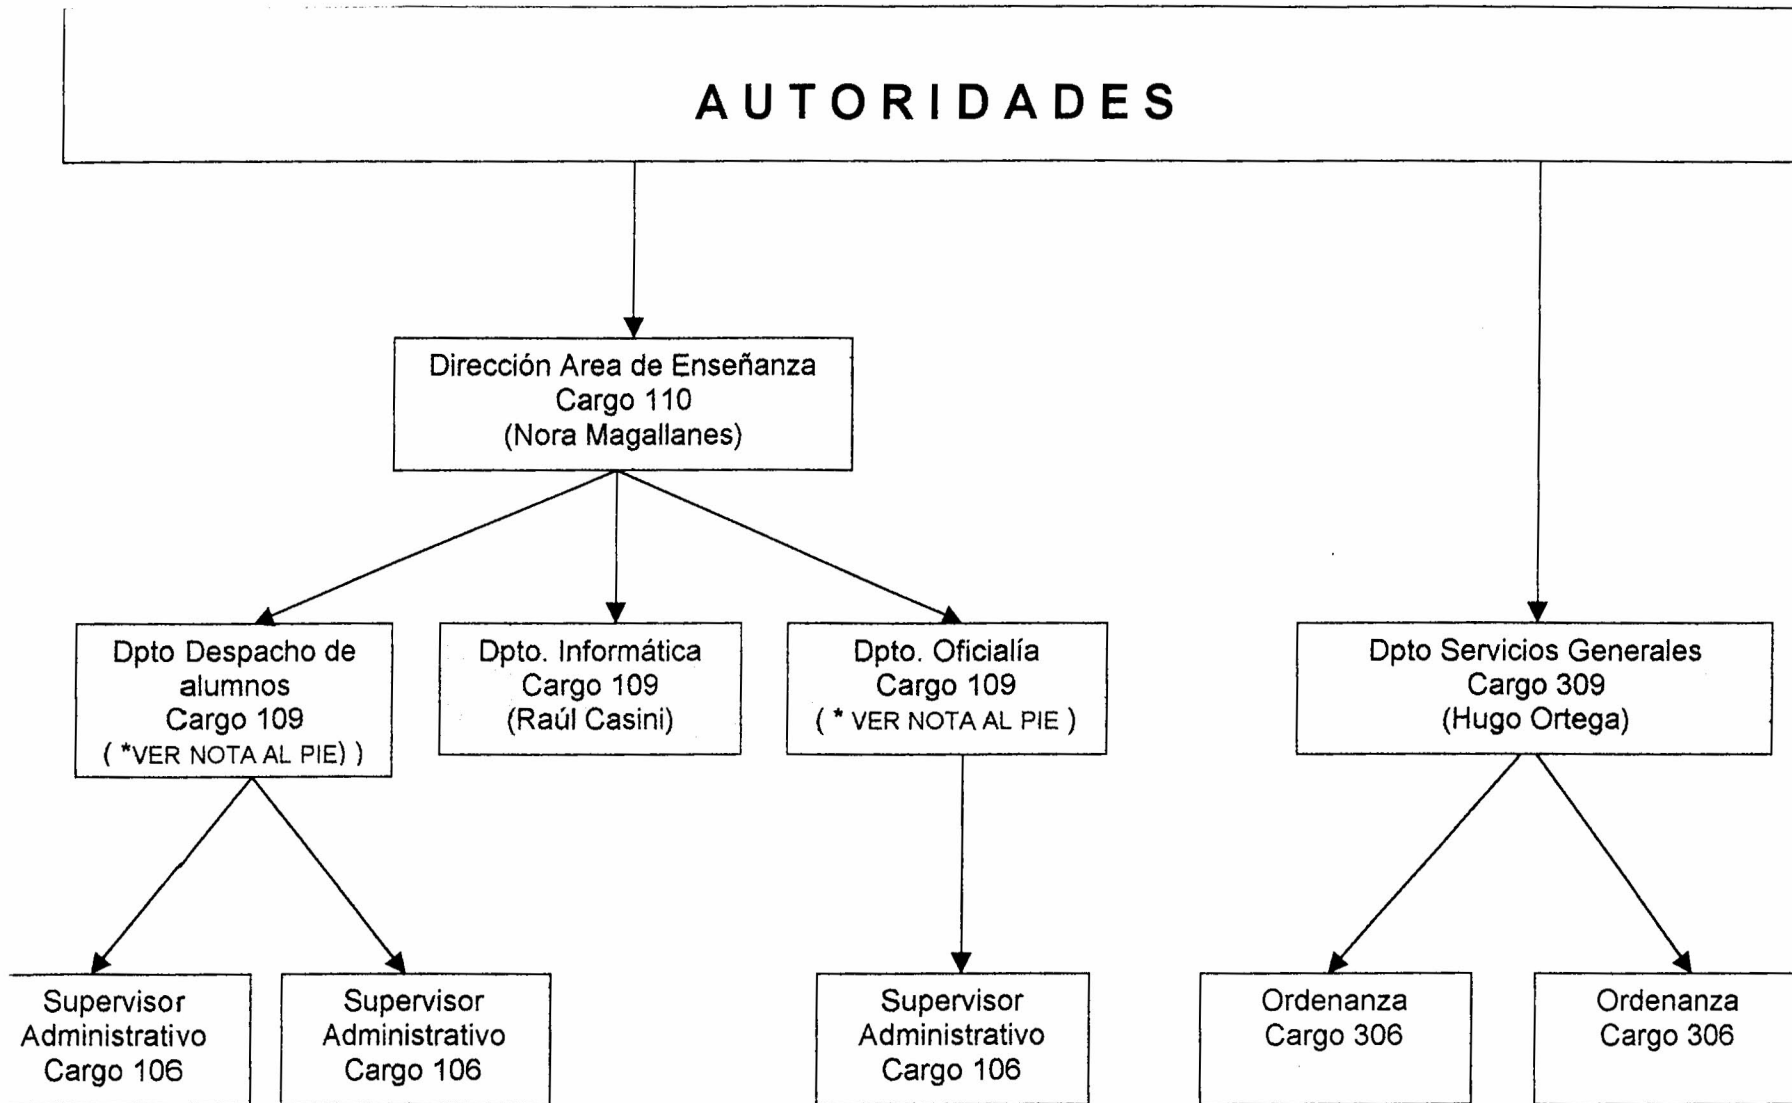 AUTORIDADES
Dirección Area de Enseñanza
Cargo 110
(Nora Magallanes)
Dpto Despacho de
alumnos
Cargo 109
( *VER NOTA AL PIE) )
Dpto. Informática
Cargo 109
(Raúl Casini)
Dpto. Oficialía
Cargo 109
( * VER NOTA AL PIE )
Dpto Servicios Generales
Cargo 309
(Hugo Ortega)
Supervisor
Administrativo
Cargo 106
Supervisor
Administrativo
Cargo 106
Supervisor
Administrativo
Cargo 106
Ordenanza
Cargo 306
Ordenanza
Cargo 306